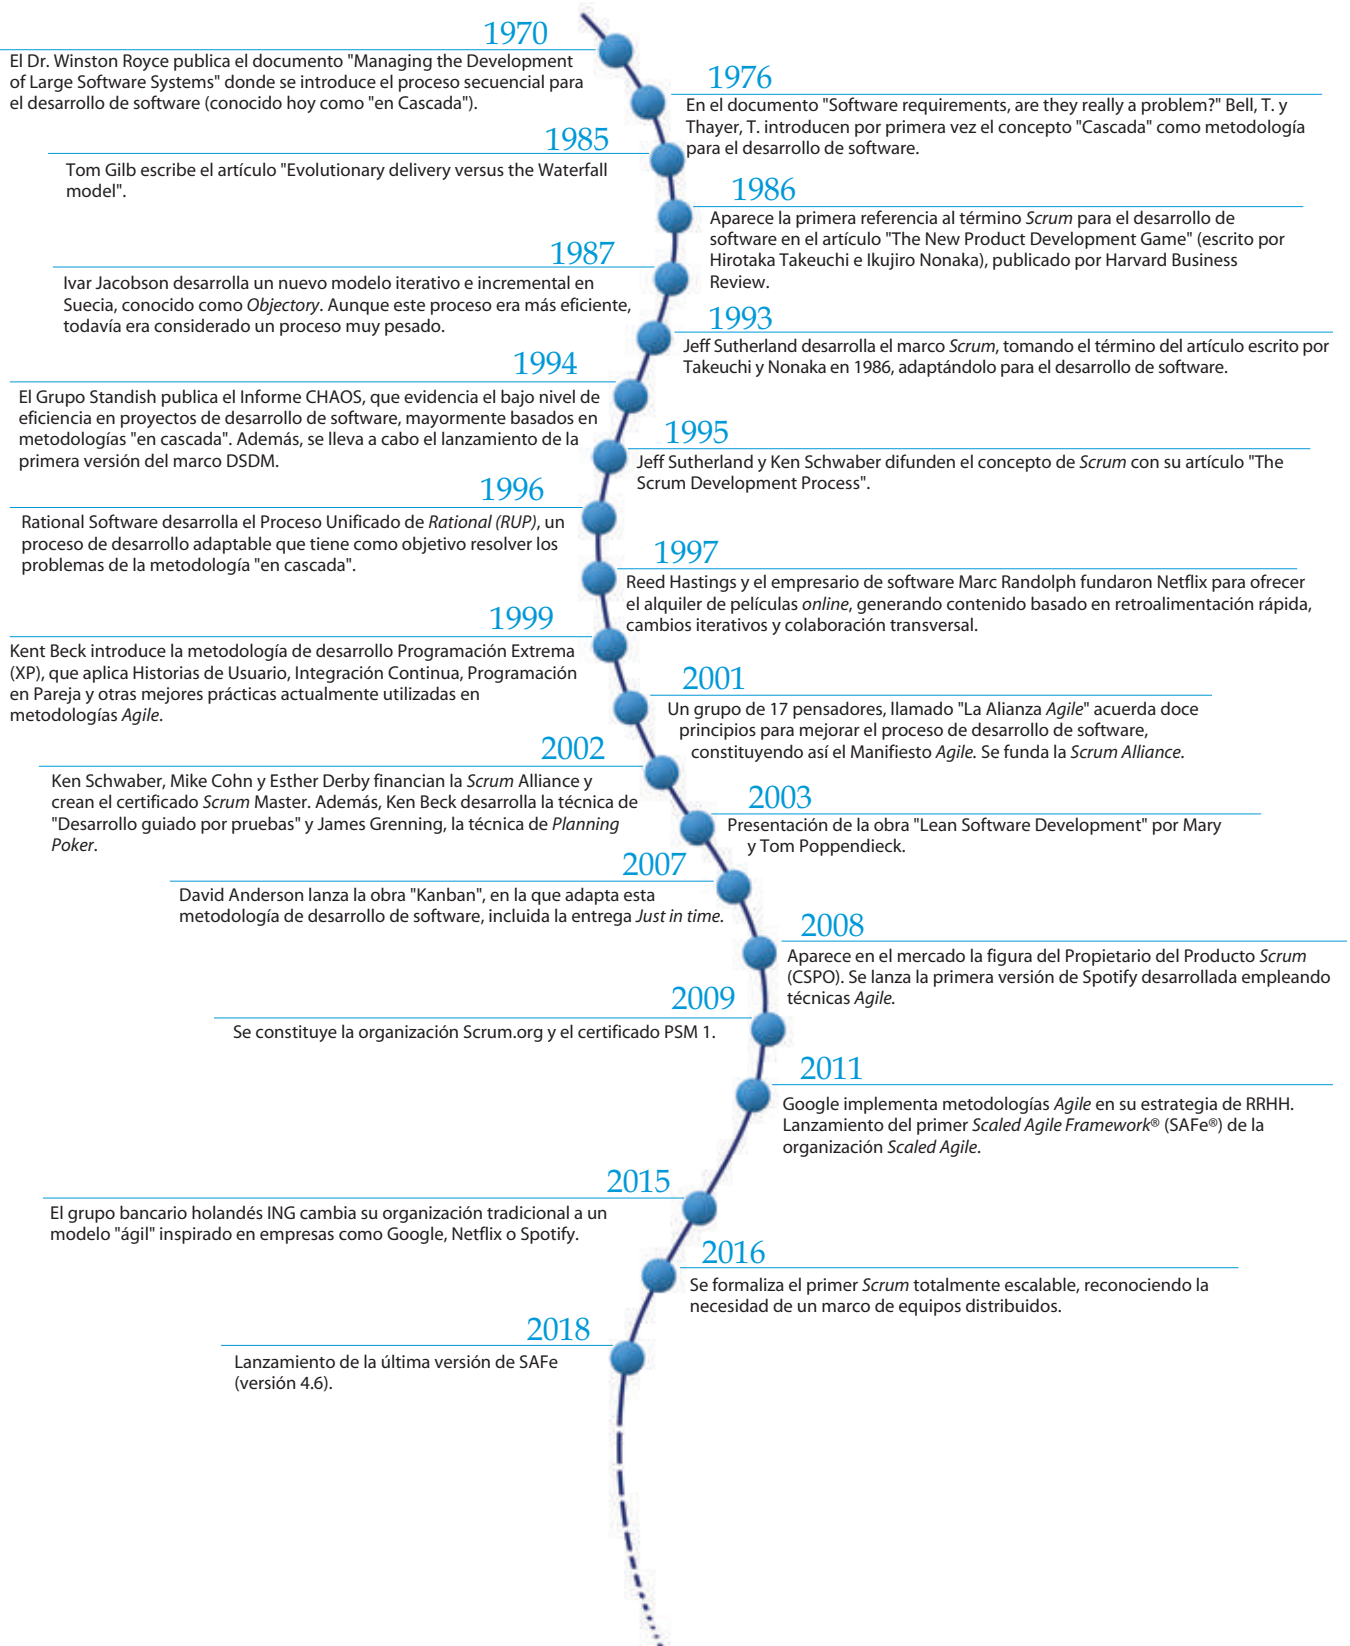 1970
El Dr. Winston Royce publica el documento "Managing the Development
of Large Software Systems" donde se introduce el proceso secuencial para
el desarrollo de software (conocido hoy como "en Cascada").
1976
En el documento "Software requirements, are they really a problem?" Bell, T. y
Thayer, T. introducen por primera vez el concepto "Cascada" como metodología
para el desarrollo de software.
1985
Tom Gilb escribe el artículo "Evolutionary delivery versus the Waterfall
model".
1986
Aparece la primera referencia al término Scrum para el desarrollo de
software en el artículo "The New Product Development Game" (escrito por
Hirotaka Takeuchi e Ikujiro Nonaka), publicado por Harvard Business
Review.
1987
Ivar Jacobson desarrolla un nuevo modelo iterativo e incremental en
Suecia, conocido como Objectory. Aunque este proceso era más eficiente,
todavía era considerado un proceso muy pesado.
1993
Jeff Sutherland desarrolla el marco Scrum, tomando el término del artículo escrito por
Takeuchi y Nonaka en 1986, adaptándolo para el desarrollo de software.
1994
El Grupo Standish publica el Informe CHAOS, que evidencia el bajo nivel de
eficiencia en proyectos de desarrollo de software, mayormente basados en
metodologías "en cascada". Además, se lleva a cabo el lanzamiento de la
primera versión del marco DSDM.
1995
Jeff Sutherland y Ken Schwaber difunden el concepto de Scrum con su artículo "The
Scrum Development Process".
1996
Rational Software desarrolla el Proceso Unificado de Rational (RUP), un
proceso de desarrollo adaptable que tiene como objetivo resolver los
problemas de la metodología "en cascada".
1997
Reed Hastings y el empresario de software Marc Randolph fundaron Netflix para ofrecer
el alquiler de películas online, generando contenido basado en retroalimentación rápida,
cambios iterativos y colaboración transversal.
1999
Kent Beck introduce la metodología de desarrollo Programación Extrema
(XP), que aplica Historias de Usuario, Integración Continua, Programación
en Pareja y otras mejores prácticas actualmente utilizadas en
metodologías Agile.
2001
Un grupo de 17 pensadores, llamado "La Alianza Agile" acuerda doce
principios para mejorar el proceso de desarrollo de software,
constituyendo así el Manifiesto Agile. Se funda la Scrum Alliance.
2002
Ken Schwaber, Mike Cohn y Esther Derby financian la Scrum Alliance y
crean el certificado Scrum Master. Además, Ken Beck desarrolla la técnica de
"Desarrollo guiado por pruebas" y James Grenning, la técnica de Planning
Poker.
2003
Presentación de la obra "Lean Software Development" por Mary
y Tom Poppendieck.
2007
David Anderson lanza la obra "Kanban", en la que adapta esta
metodología de desarrollo de software, incluida la entrega Just in time.
2008
Aparece en el mercado la figura del Propietario del Producto Scrum
(CSPO). Se lanza la primera versión de Spotify desarrollada empleando
técnicas Agile.
2009
Se constituye la organización Scrum.org y el certificado PSM 1.
2011
Google implementa metodologías Agile en su estrategia de RRHH.
Lanzamiento del primer Scaled Agile Framework® (SAFe®) de la
organización Scaled Agile.
2015
El grupo bancario holandés ING cambia su organización tradicional a un
modelo "ágil" inspirado en empresas como Google, Netflix o Spotify.
2016
Se formaliza el primer Scrum totalmente escalable, reconociendo la
necesidad de un marco de equipos distribuidos.
2018
Lanzamiento de la última versión de SAFe
(versión 4.6).